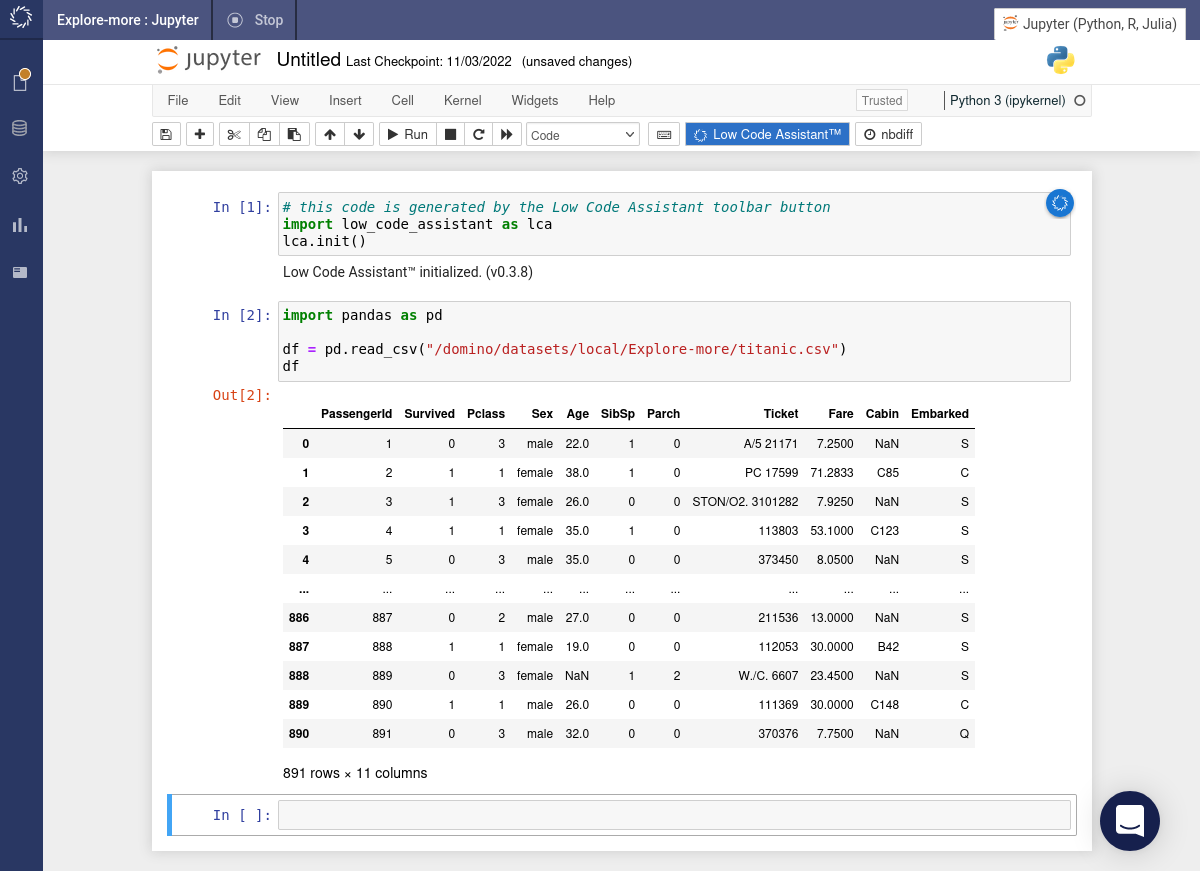 Explore-more : Jupyter Stop Jupyter (Python, R, Julia)
jupyter Untitled Last Checkpoint: 11/03/2022 (unsaved changes)
File Edit View Insert Cell Kernel Widgets Help Trusted Python 3 (ipykernel)
Run Code Low Code Assistant™ nbdiff
In [1]: # this code is generated by the Low Code Assistant toolbar button
import low_code_assistant as lca
lca.init()
Low Code Assistant™ initialized. (v0.3.8)
In [2]: import pandas as pd
df = pd.read_csv("/domino/datasets/local/Explore-more/titanic.csv")
df
Out[2]:
PassengerId Survived Pclass Sex Age SibSp Parch Ticket Fare Cabin Embarked
0 1 0 3 male 22.0 1 0 A/5 21171 7.2500 NaN S
1 2 1 1 female 38.0 1 0 PC 17599 71.2833 C85 C
2 3 1 3 female 26.0 0 0 STON/O2. 3101282 7.9250 NaN S
3 4 1 1 female 35.0 1 0 113803 53.1000 C123 S
4 5 0 3 male 35.0 0 0 373450 8.0500 NaN S
... ... ... ... ... ... ... ... ... ... ... ...
886 887 0 2 male 27.0 0 0 211536 13.0000 NaN S
887 888 1 1 female 19.0 0 0 112053 30.0000 B42 S
888 889 0 3 female NaN 1 2 W./C. 6607 23.4500 NaN S
889 890 1 1 male 26.0 0 0 111369 30.0000 C148 C
890 891 0 3 male 32.0 0 0 370376 7.7500 NaN Q
891 rows × 11 columns
In [ ]: